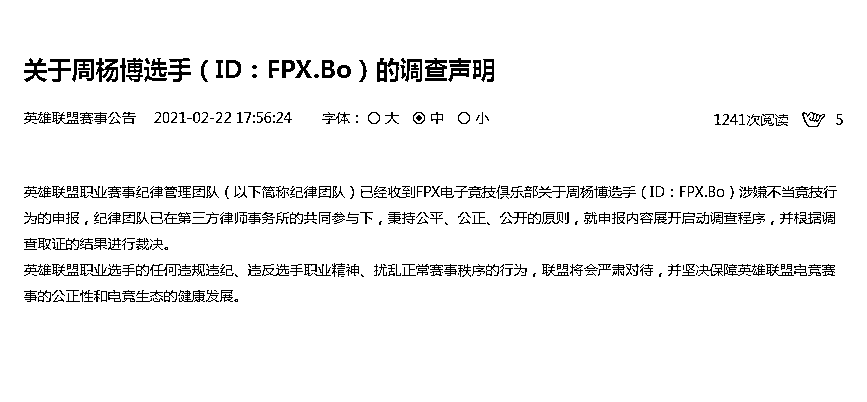 关于周杨博选手（ID：FPX.Bo）的调查声明
英雄联盟赛事公告 2021-02-22 17:56:24 字体： 大 中 小 1241次阅读 5
英雄联盟职业赛事纪律管理团队（以下简称纪律团队）已经收到FPX电子竞技俱乐部关于周杨博选手（ID：FPX.Bo）涉嫌不当竞技行
为的申报，纪律团队已在第三方律师事务所的共同参与下，秉持公平、公正、公开的原则，就申报内容展开启动调查程序，并根据调
查取证的结果进行裁决。
英雄联盟职业选手的任何违规违纪、违反选手职业精神、扰乱正常赛事秩序的行为，联盟将会严肃对待，并坚决保障英雄联盟电竞赛
事的公正性和电竞生态的健康发展。